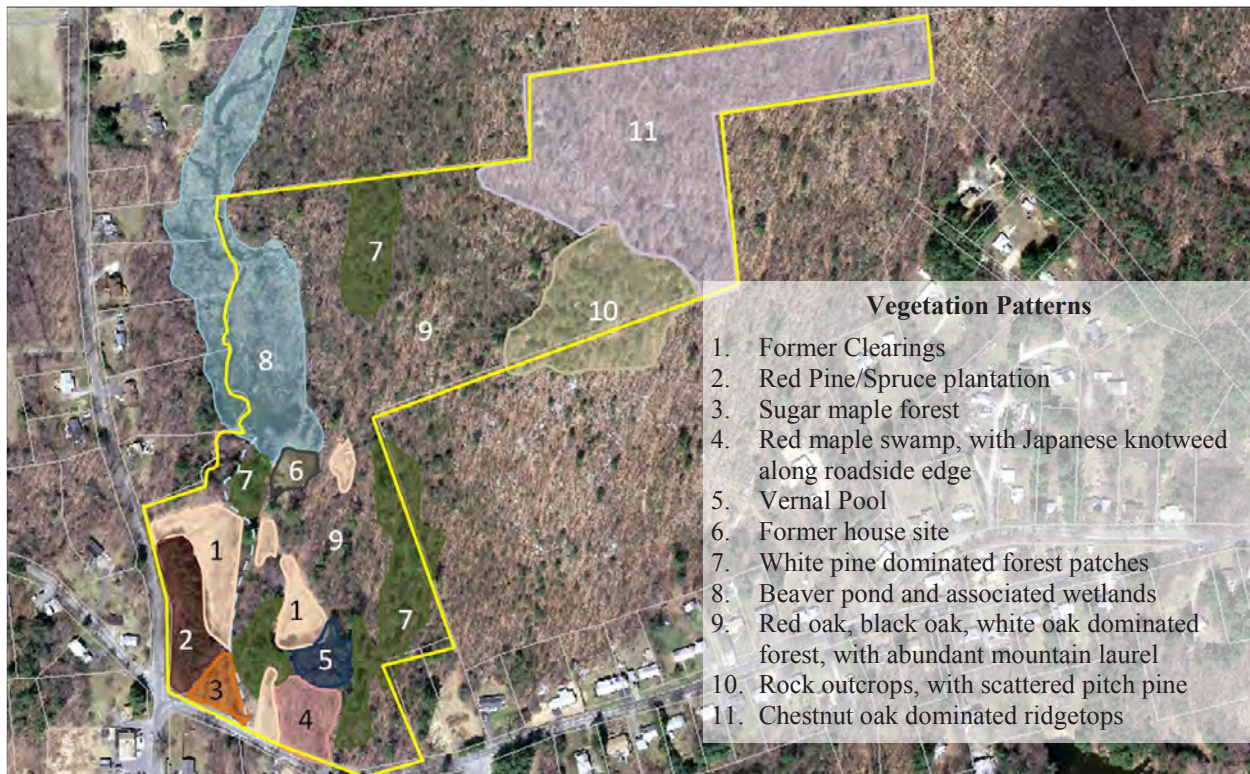 11
7
10
9
8
6
7
9
1
1
7
2
5
3
4
Vegetation Patterns
1. Former Clearings
2. Red Pine/Spruce plantation
3. Sugar maple forest
4. Red maple swamp, with Japanese knotweed
along roadside edge
5. Vernal Pool
6. Former house site
7. White pine dominated forest patches
8. Beaver pond and associated wetlands
9. Red oak, black oak, white oak dominated
forest, with abundant mountain laurel
10. Rock outcrops, with scattered pitch pine
11. Chestnut oak dominated ridgetops